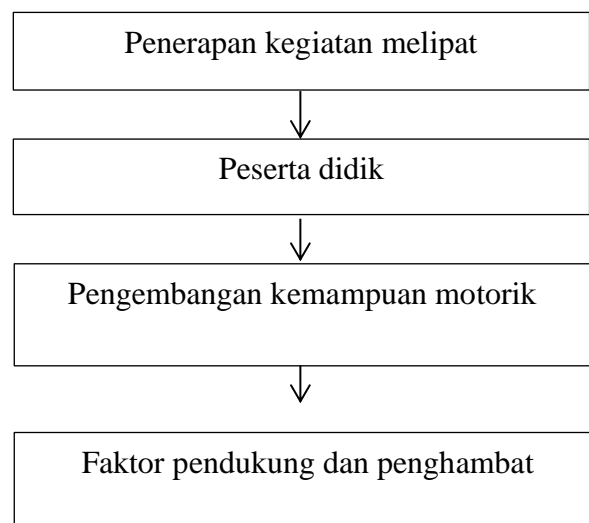 Penerapan kegiatan melipat
Peserta didik
Pengembangan kemampuan motorik
Faktor pendukung dan penghambat